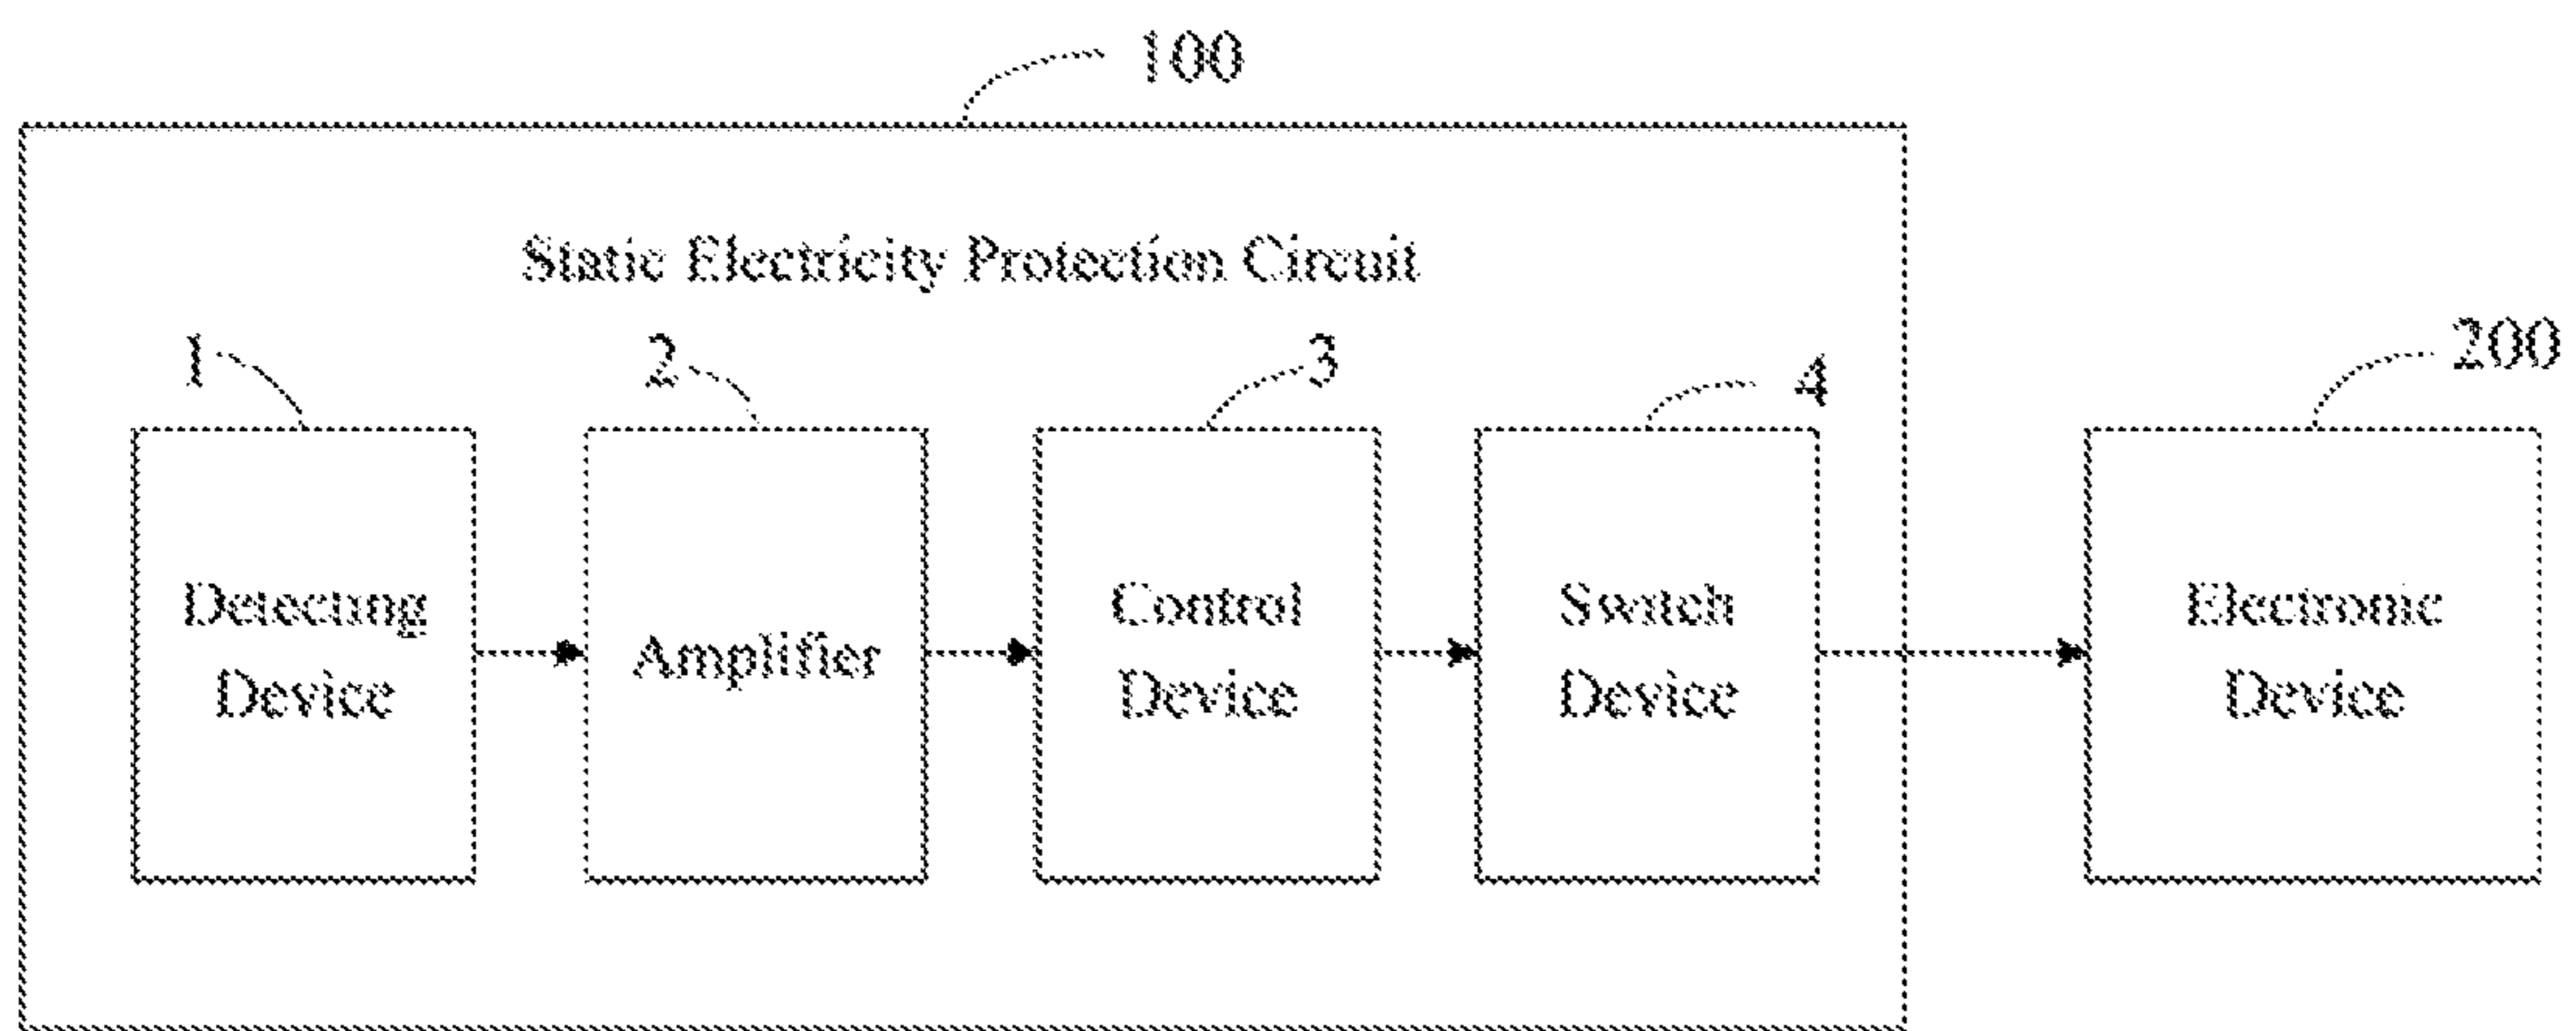 100
Static Electricity Protection Circuit
1
2
3
4
200
Detecting
Device
Amplifier
Control
Device
Switch
Device
Electronic
Device